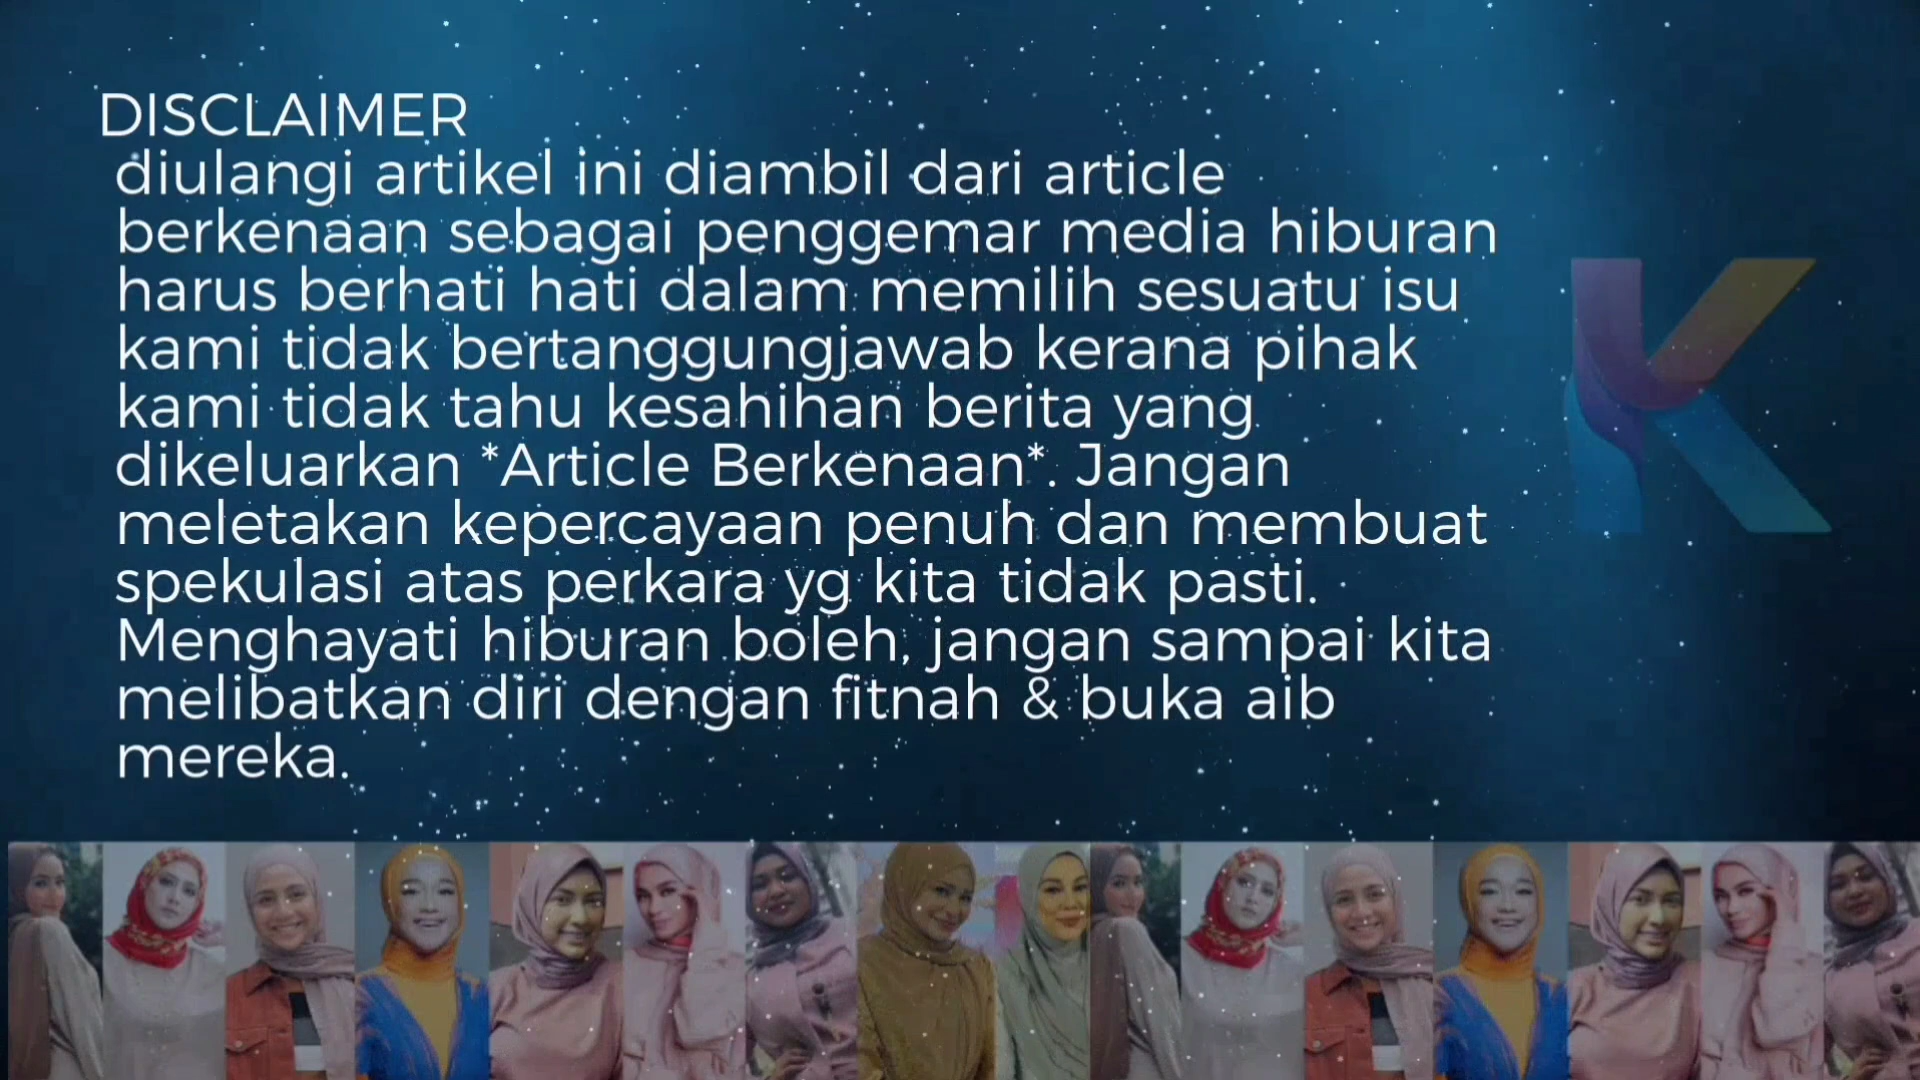 DISCLAIMER
diulangi artikel ini diambil dari article
berkenaan sebagai penggemar media hiburan
harus berhati hati dalam memilih sesuatu isu
kami tidak bertanggungjawab kerana pihak
kami tidak tahu kesahihan berita yang
dikeluarkan *Article Berkenaan*. Jangan
meletakan kepercayaan penuh dan membuat
spekulasi atas perkara yg kita tidak pasti.
Menghayati hiburan boleh, jangan sampai kita
melibatkan diri dengan fitnah & buka aib
mereka.
K